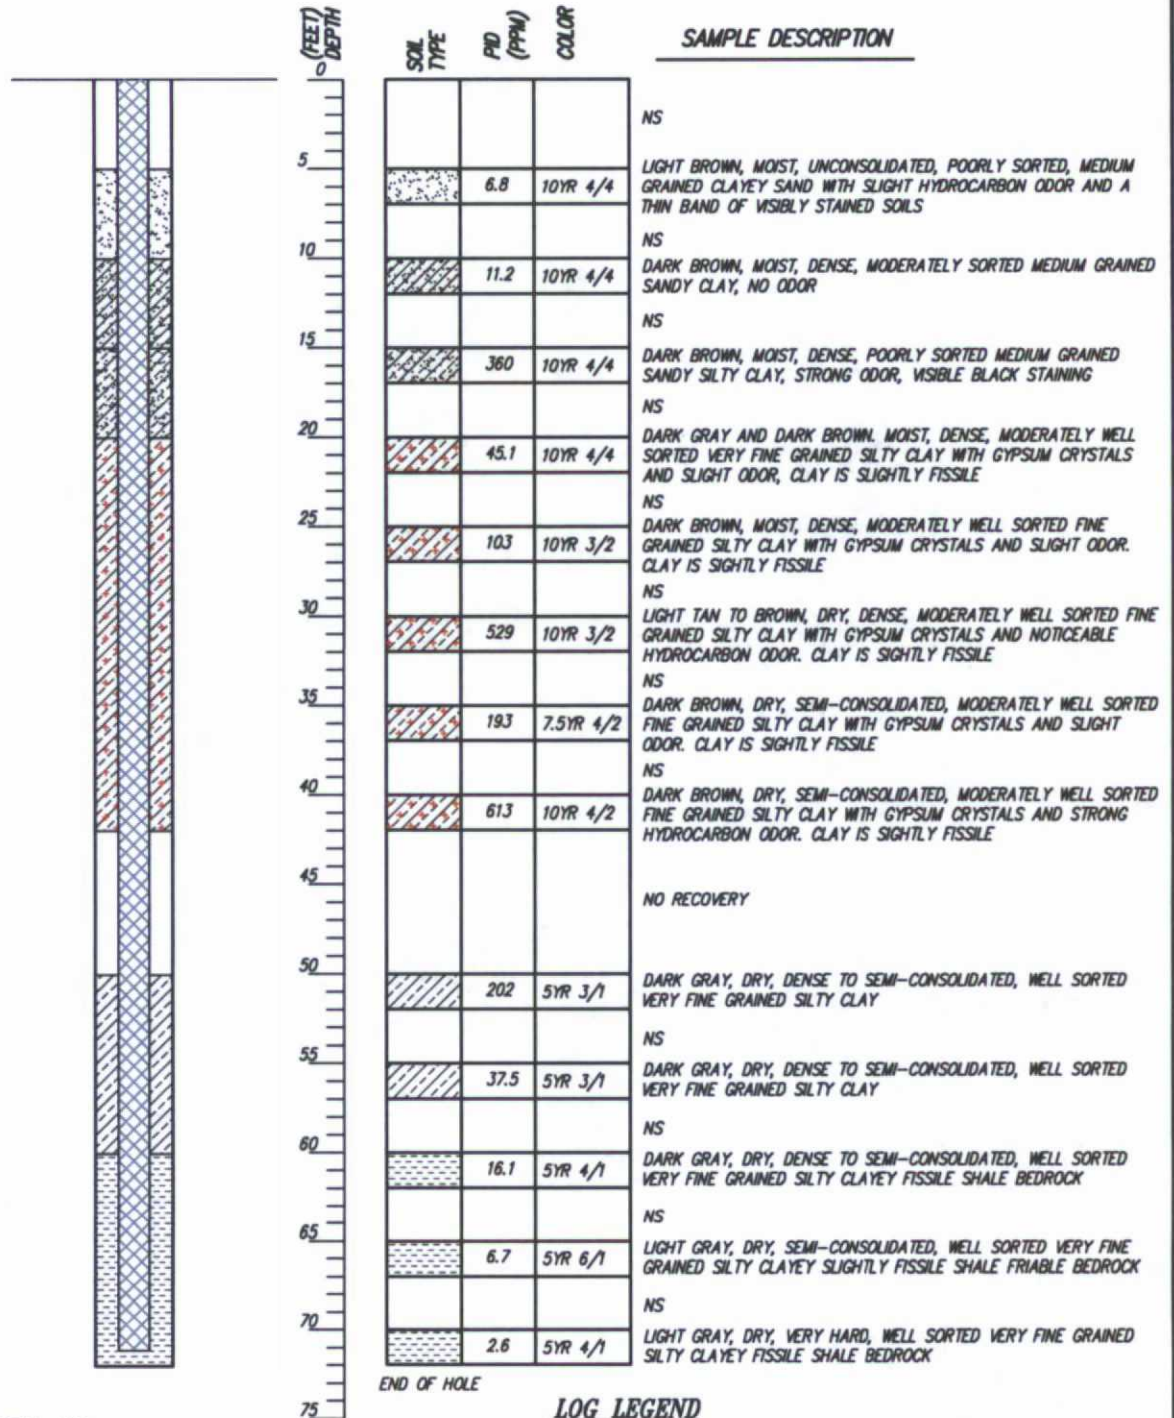 (FEET) DEPTH SOIL TYPE PID (PPM) COLOR SAMPLE DESCRIPTION
0
NS
5
6.8 10YR 4/4
LIGHT BROWN, MOIST, UNCONSOLIDATED, POORLY SORTED, MEDIUM
GRAINED CLAYEY SAND WITH SLIGHT HYDROCARBON ODOR AND A
THIN BAND OF VISIBLY STAINED SOILS
NS
10
11.2 10YR 4/4
DARK BROWN, MOIST, DENSE, MODERATELY SORTED MEDIUM GRAINED
SANDY CLAY, NO ODOR
NS
15
360 10YR 4/4
DARK BROWN, MOIST, DENSE, POORLY SORTED MEDIUM GRAINED
SANDY SILTY CLAY, STRONG ODOR, VISIBLE BLACK STAINING
NS
20
45.1 10YR 4/4
DARK GRAY AND DARK BROWN. MOIST, DENSE, MODERATELY WELL
SORTED VERY FINE GRAINED SILTY CLAY WITH GYPSUM CRYSTALS
AND SLIGHT ODOR, CLAY IS SLIGHTLY FISSILE
NS
25
103 10YR 3/2
DARK BROWN, MOIST, DENSE, MODERATELY WELL SORTED FINE
GRAINED SILTY CLAY WITH GYPSUM CRYSTALS AND SLIGHT ODOR.
CLAY IS SIGHTLY FISSILE
NS
30
529 10YR 3/2
LIGHT TAN TO BROWN, DRY, DENSE, MODERATELY WELL SORTED FINE
GRAINED SILTY CLAY WITH GYPSUM CRYSTALS AND NOTICEABLE
HYDROCARBON ODOR. CLAY IS SIGHTLY FISSILE
NS
35
193 7.5YR 4/2
DARK BROWN, DRY, SEMI-CONSOLIDATED, MODERATELY WELL SORTED
FINE GRAINED SILTY CLAY WITH GYPSUM CRYSTALS AND SLIGHT
ODOR. CLAY IS SIGHTLY FISSILE
NS
40
613 10YR 4/2
DARK BROWN, DRY, SEMI-CONSOLIDATED, MODERATELY WELL SORTED
FINE GRAINED SILTY CLAY WITH GYPSUM CRYSTALS AND STRONG
HYDROCARBON ODOR. CLAY IS SIGHTLY FISSILE
45
NO RECOVERY
50
202 5YR 3/1
DARK GRAY, DRY, DENSE TO SEMI-CONSOLIDATED, WELL SORTED
VERY FINE GRAINED SILTY CLAY
NS
55
37.5 5YR 3/1
DARK GRAY, DRY, DENSE TO SEMI-CONSOLIDATED, WELL SORTED
VERY FINE GRAINED SILTY CLAY
NS
60
16.1 5YR 4/1
DARK GRAY, DRY, DENSE TO SEMI-CONSOLIDATED, WELL SORTED
VERY FINE GRAINED SILTY CLAYEY FISSILE SHALE BEDROCK
NS
65
6.7 5YR 6/1
LIGHT GRAY, DRY, SEMI-CONSOLIDATED, WELL SORTED VERY FINE
GRAINED SILTY CLAYEY SLIGHTLY FISSILE SHALE FRIABLE BEDROCK
NS
70
2.6 5YR 4/1
LIGHT GRAY, DRY, VERY HARD, WELL SORTED VERY FINE GRAINED
SILTY CLAYEY FISSILE SHALE BEDROCK
END OF HOLE
75
LOG LEGEND